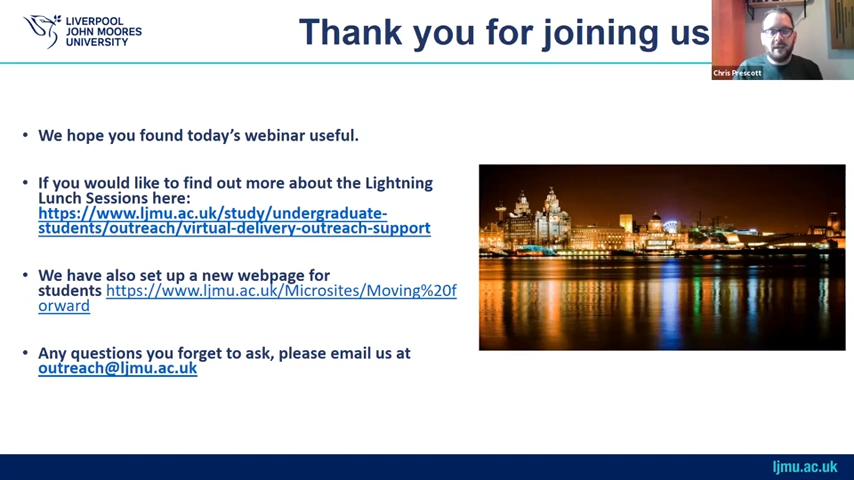 LIVERPOOL
JOHN MOORES
UNIVERSITY
Thank you for joining us
Chris Prescott
• We hope you found today's webinar useful.
• If you would like to find out more about the Lightning
Lunch Sessions here:
https://www.ljmu.ac.uk/study/undergraduate-
students/outreach/virtual-delivery-outreach-support
• We have also set up a new webpage for
students https://www.ljmu.ac.uk/Microsites/Moving%20f
orward
• Any questions you forget to ask, please email us at
outreach@ljmu.ac.uk
ljmu.ac.uk